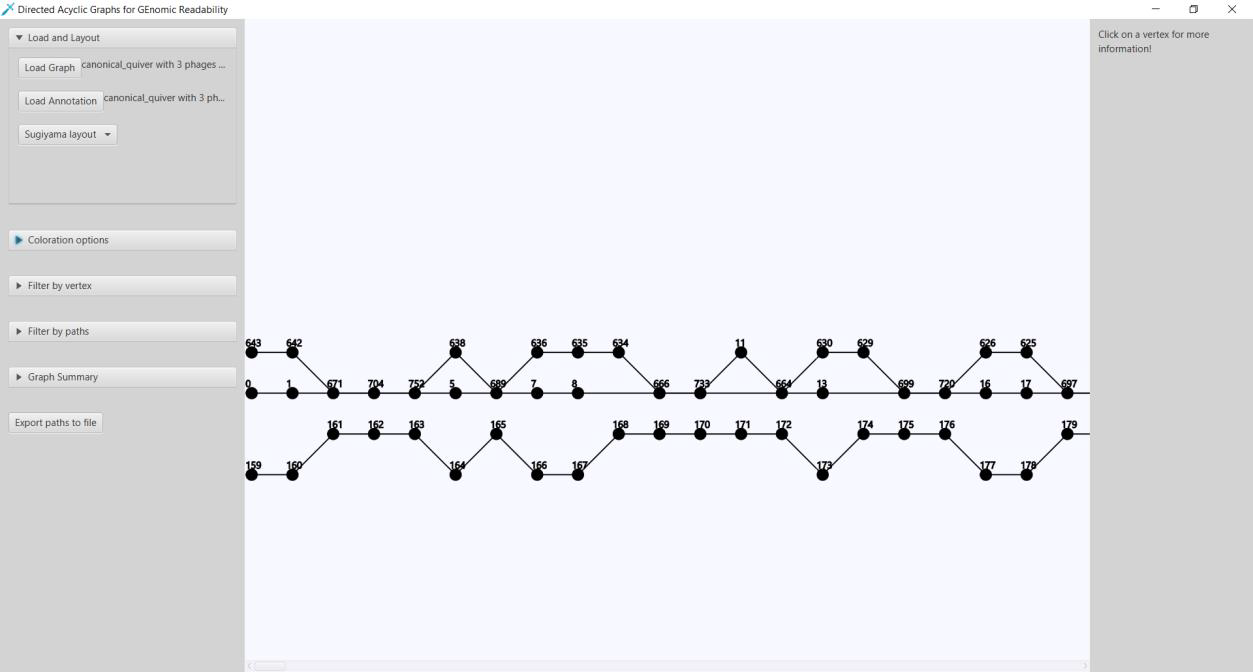 Directed Acyclic Graphs for GEnomic Readability
Load and Layout
Load Graph canonical_quiver with 3 phages ...
Load Annotation canonical_quiver with 3 ph...
Sugiyama layout
Coloration options
Filter by vertex
Filter by paths
Graph Summary
Export paths to file
643 642 638 636 635 634 11 630 629 626 625
0 1 671 704 752 5 689 7 8 666 733 664 13 699 720 16 17 697
161 162 163 165 168 169 170 171 172 174 175 176 179
159 160 164 166 167 173 177 178
Click on a vertex for more
information!